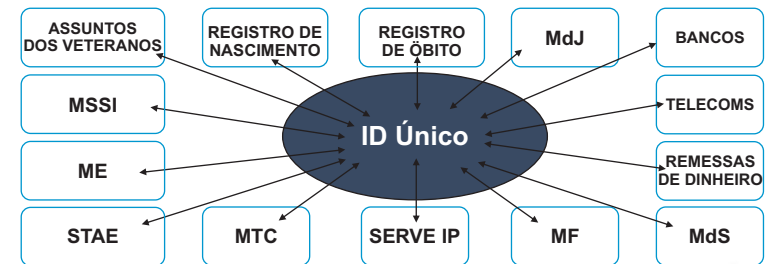 ASSUNTOS
DOS VETERANOS
REGISTRO DE
NASCIMENTO
REGISTRO
DE ÖBITO
MdJ
BANCOS
MSSI
TELECOMS
ID Único
ME
REMESSAS
DE DINHEIRO
STAE
MTC
SERVE IP
MF
MdS